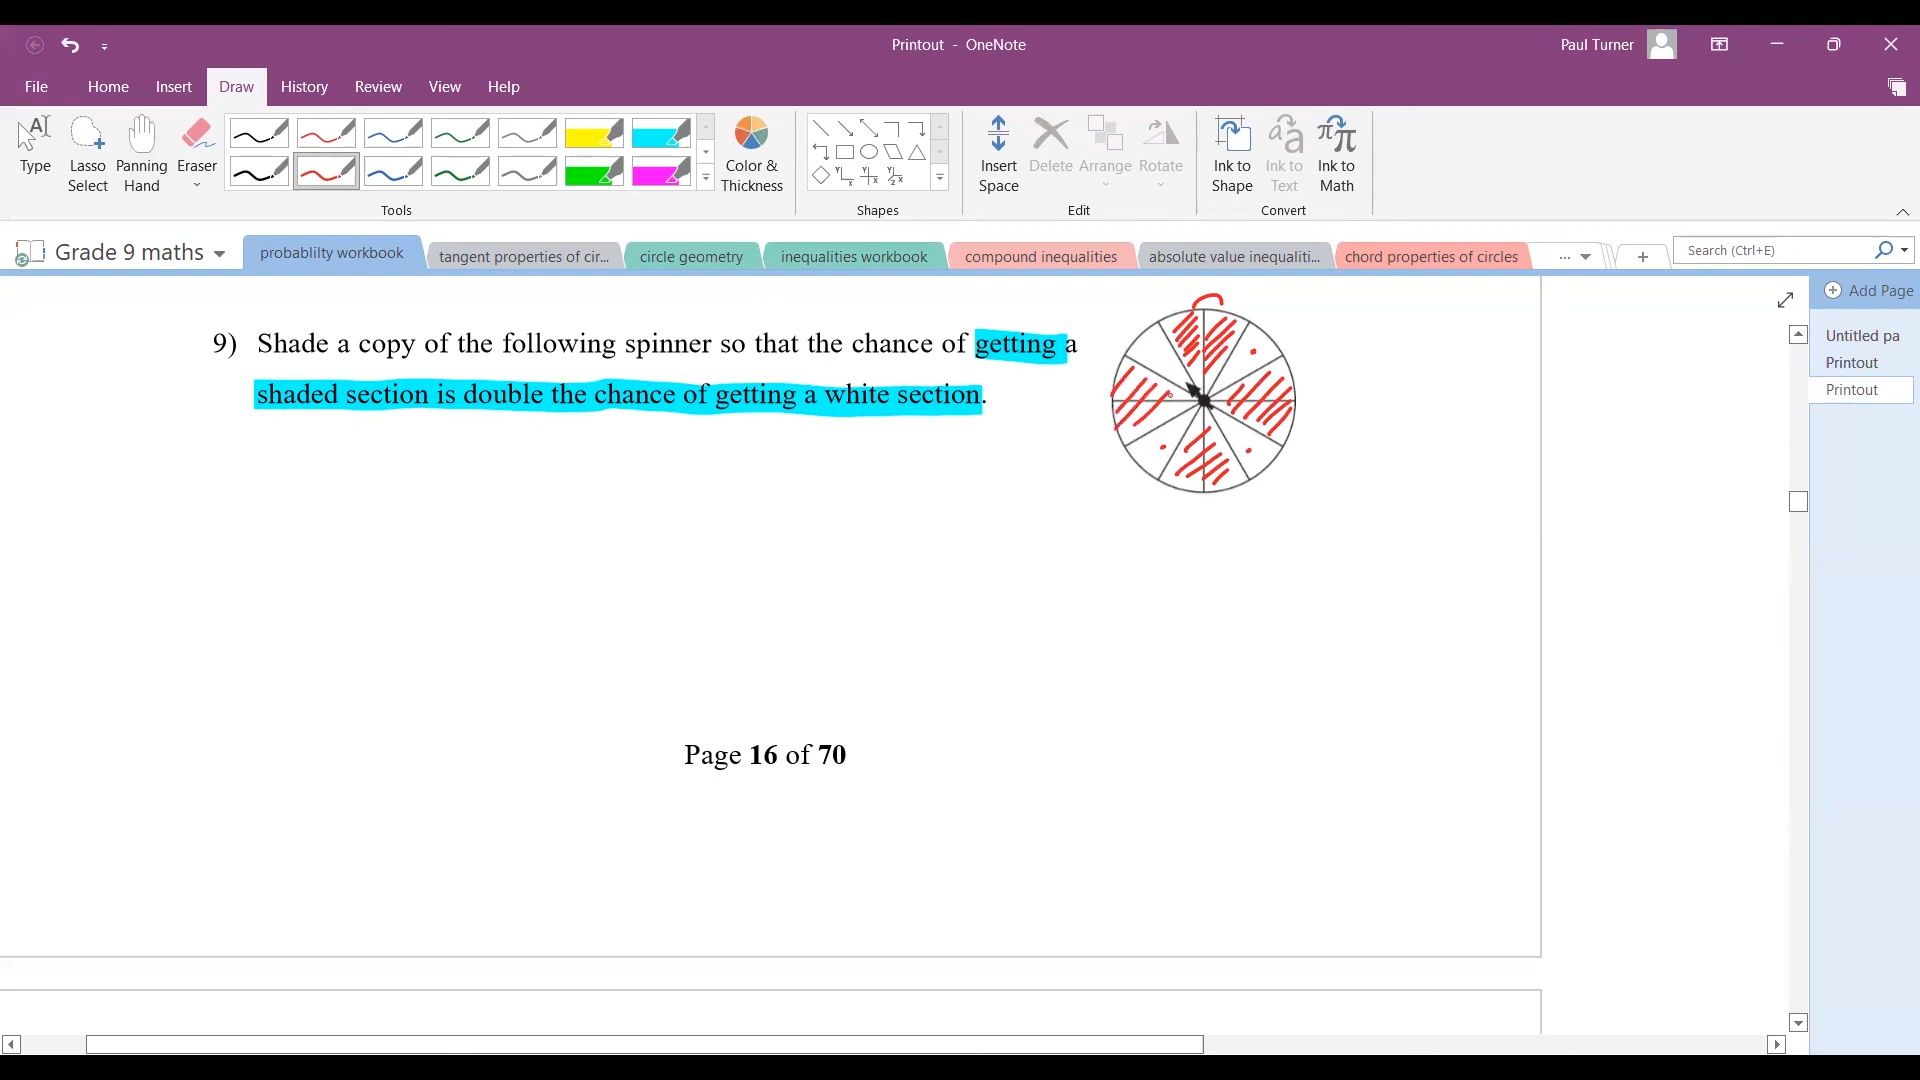 Printout - OneNote
Paul Turner
File Home Insert Draw History Review View Help
Type
Lasso Select
Panning Hand
Eraser
Color & Thickness
Insert Space
Delete
Arrange
Rotate
Ink to Shape
Ink to Text
Ink to Math
Tools
Shapes
Edit
Convert
Grade 9 maths
probablilty workbook
tangent properties of cir...
circle geometry
inequalities workbook
compound inequalities
absolute value inequaliti...
chord properties of circles
...
Search (Ctrl+E)
Add Page
Untitled pa
Printout
Printout
9) Shade a copy of the following spinner so that the chance of getting a
shaded section is double the chance of getting a white section.
Page 16 of 70